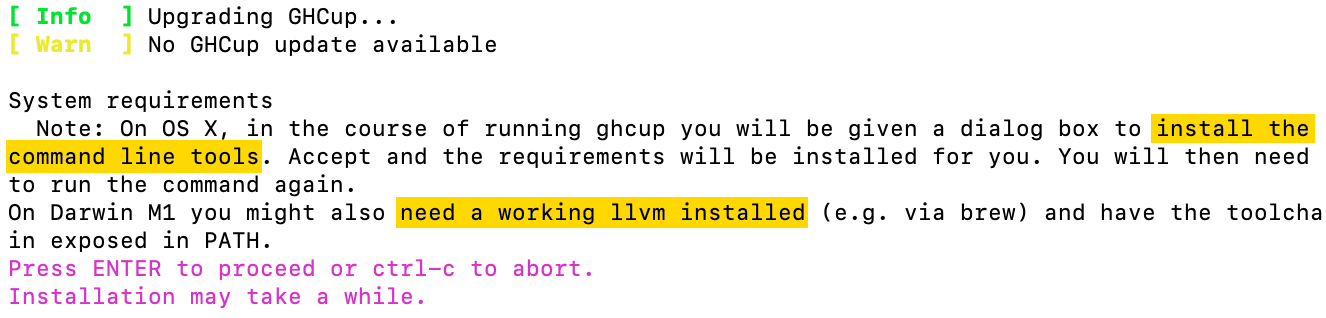 [ Info  ] Upgrading GHCup...
[ Warn  ] No GHCup update available
System requirements
  Note: On OS X, in the course of running ghcup you will be given a dialog box to install the
command line tools. Accept and the requirements will be installed for you. You will then need
to run the command again.
On Darwin M1 you might also need a working llvm installed (e.g. via brew) and have the toolcha
in exposed in PATH.
Press ENTER to proceed or ctrl-c to abort.
Installation may take a while.